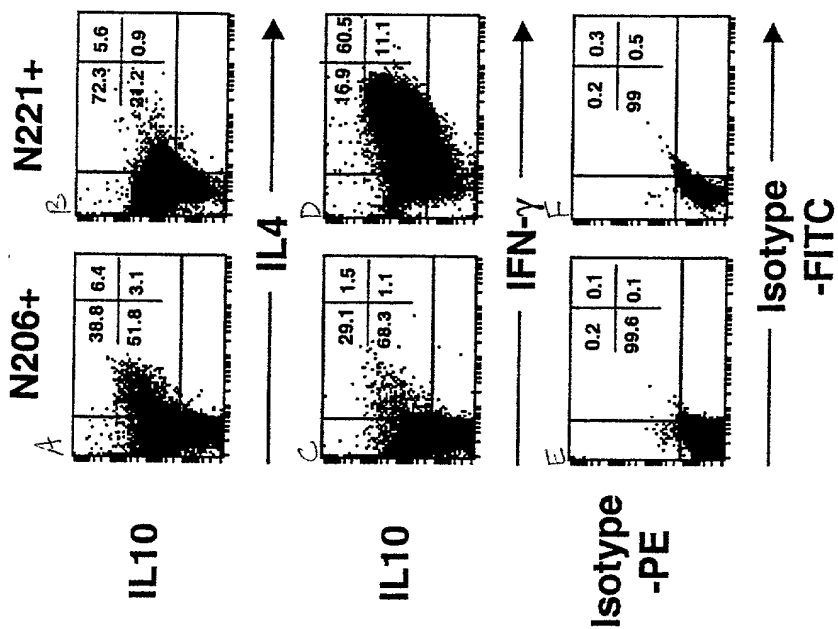 N206+ N221+
A B
38.8 6.4 72.3 5.6
IL10 51.8 3.1 21.2 0.9
IL4
C D
29.1 1.5 16.9 60.5
IL10 68.3 1.1 11.1
IFN-γ
E F
0.2 0.1 0.2 0.3
Isotype 99.6 0.1 99 0.5
-PE
Isotype
-FITC